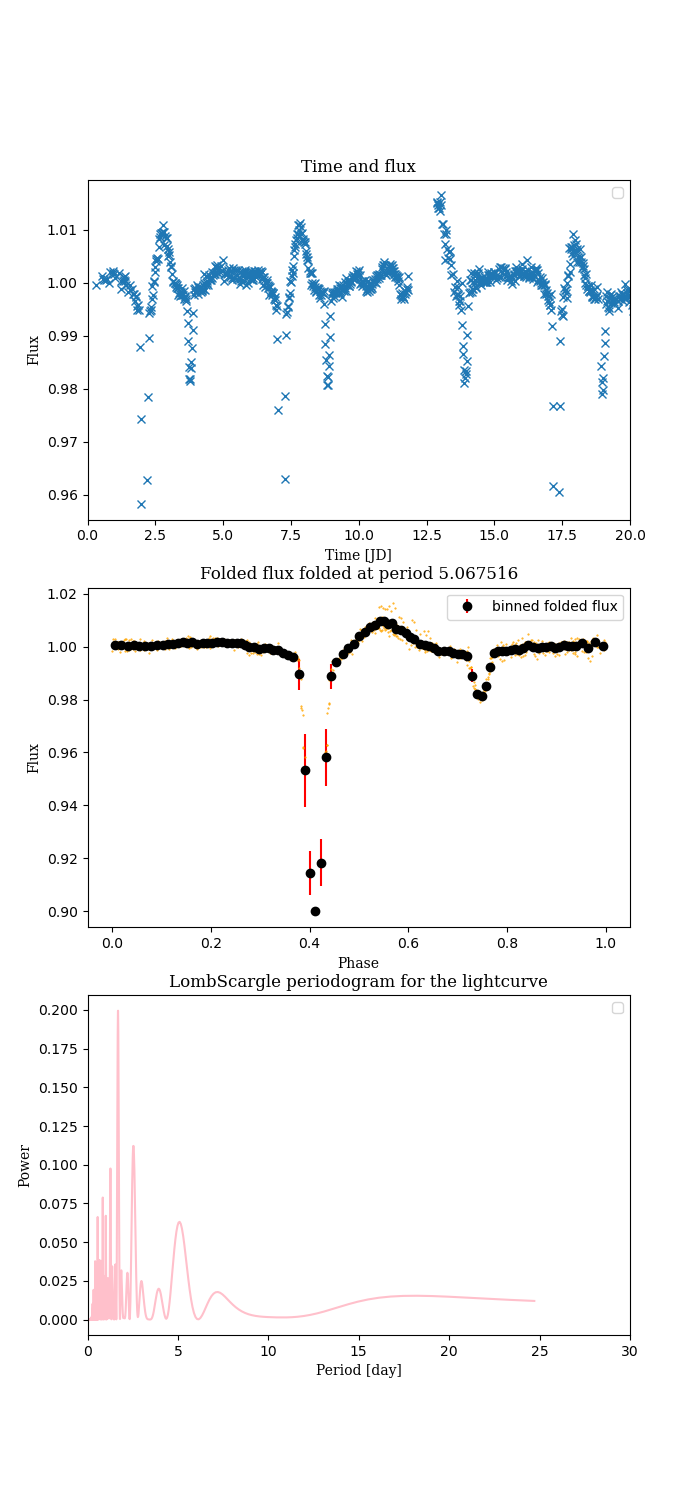 Time and flux
1.01
1.00
0.99
0.98
0.97
0.96
Flux
0.0 2.5 5.0 7.5 10.0 12.5 15.0 17.5 20.0
Time [JD]
Folded flux folded at period 5.067516
binned folded flux
1.02
1.00
0.98
0.96
0.94
0.92
0.90
Flux
0.0 0.2 0.4 0.6 0.8 1.0
Phase
LombScargle periodogram for the lightcurve
0.200
0.175
0.150
0.125
0.100
0.075
0.050
0.025
0.000
Power
0 5 10 15 20 25 30
Period [day]